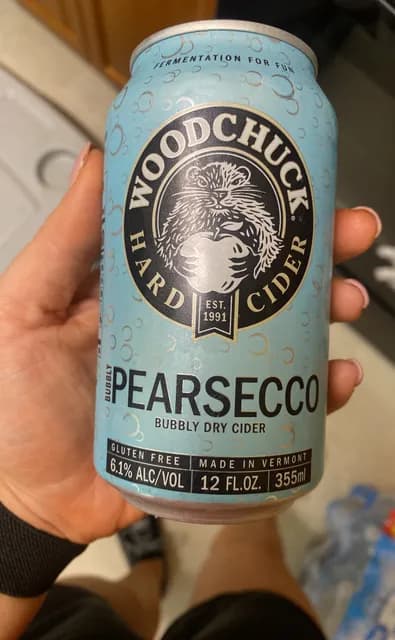 FERMENTATION FOR FUN
WOODCHUCK
HARD CIDER
EST.
1991
BUBBLY
PEARSECCO
BUBBLY DRY CIDER
GLUTEN FREE MADE IN VERMONT
6.1% ALC/VOL 12 FL.OZ. 355ml